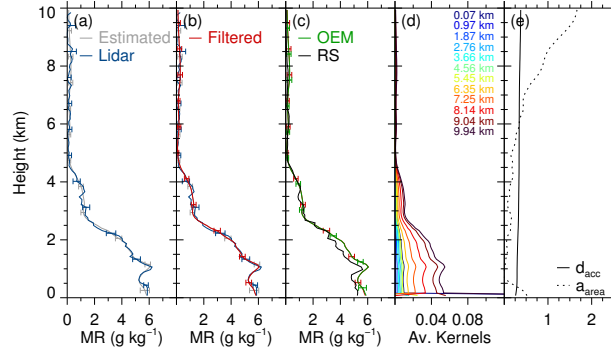 (a) (b) (c) (d) (e)
Estimated
Lidar
Filtered
OEM
RS
0.07 km
0.97 km
1.87 km
2.76 km
3.66 km
4.56 km
5.45 km
6.35 km
7.25 km
8.14 km
9.04 km
9.94 km
Height (km)
10
8
6
4
2
0
d_acc
a_area
0 2 4 6
2 4 6
2 4 6
0.04 0.08
0 1 2
MR (g kg⁻¹)
MR (g kg⁻¹)
MR (g kg⁻¹)
Av. Kernels